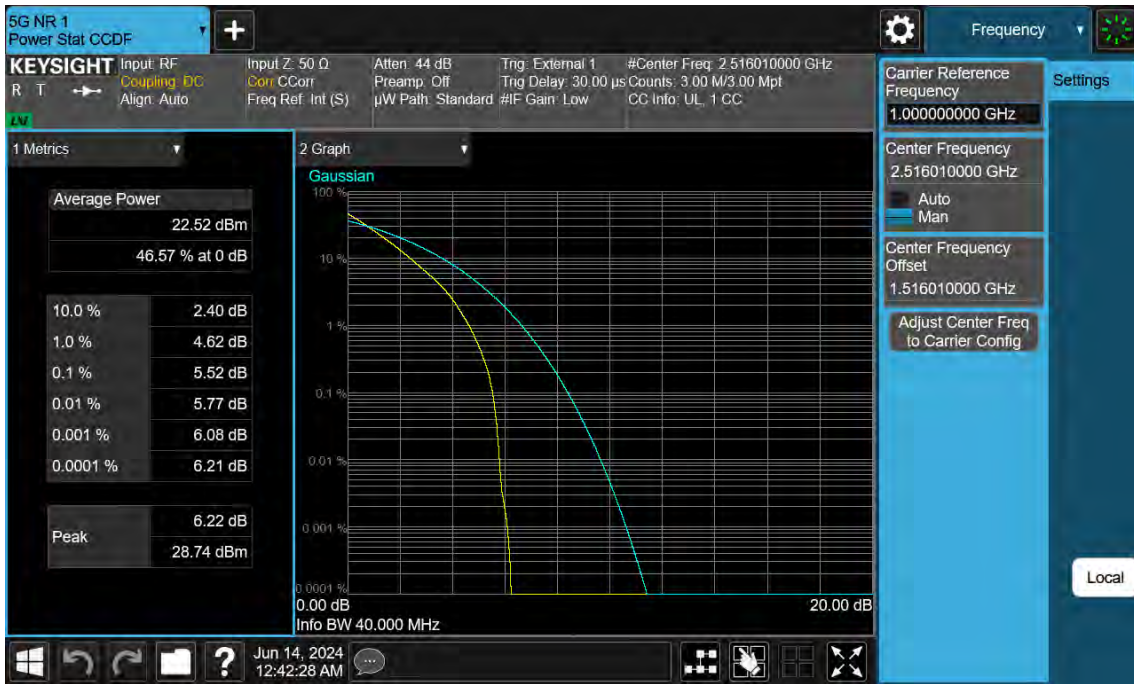 5G NR 1
Power Stat CCDF
+
Frequency
KEYSIGHT
R T
LNI
Input: RF
Coupling: DC
Align: Auto
Input Z: 50 Ω
Corr CCorr
Freq Ref: Int (S)
Atten: 44 dB
Preamp: Off
µW Path: Standard
Trig: External 1
Trig Delay: 30.00 µs
#IF Gain: Low
#Center Freq: 2.516010000 GHz
Counts: 3.00 M/3.00 Mpt
CC Info: UL, 1 CC
1 Metrics
Average Power
22.52 dBm
46.57 % at 0 dB
10.0 % 2.40 dB
1.0 % 4.62 dB
0.1 % 5.52 dB
0.01 % 5.77 dB
0.001 % 6.08 dB
0.0001 % 6.21 dB
Peak
6.22 dB
28.74 dBm
2 Graph
Gaussian
100 %
10 %
1 %
0.1 %
0.01 %
0.001 %
0.0001 %
0.00 dB 20.00 dB
Info BW 40.000 MHz
Carrier Reference
Frequency
1.000000000 GHz
Center Frequency
2.516010000 GHz
Auto
Man
Center Frequency
Offset
1.516010000 GHz
Adjust Center Freq
to Carrier Config
Settings
Local
?
Jun 14, 2024
12:42:28 AM